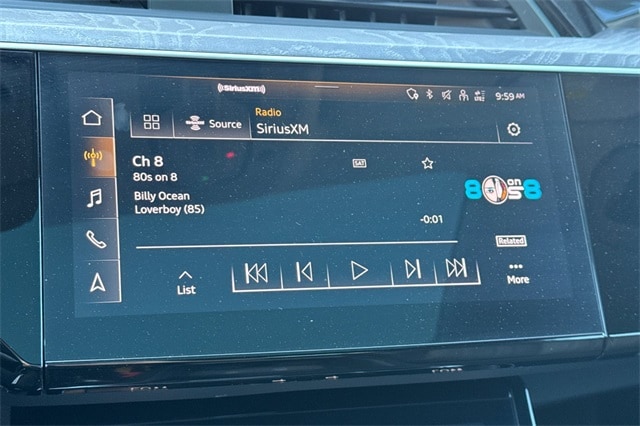 ((SiriusXM))
LTE
9:59 AM
Radio
Source
SiriusXM
Ch 8
80s on 8
SAT
Billy Ocean
Loverboy (85)
80s on 8
-0:01
Related
List
More